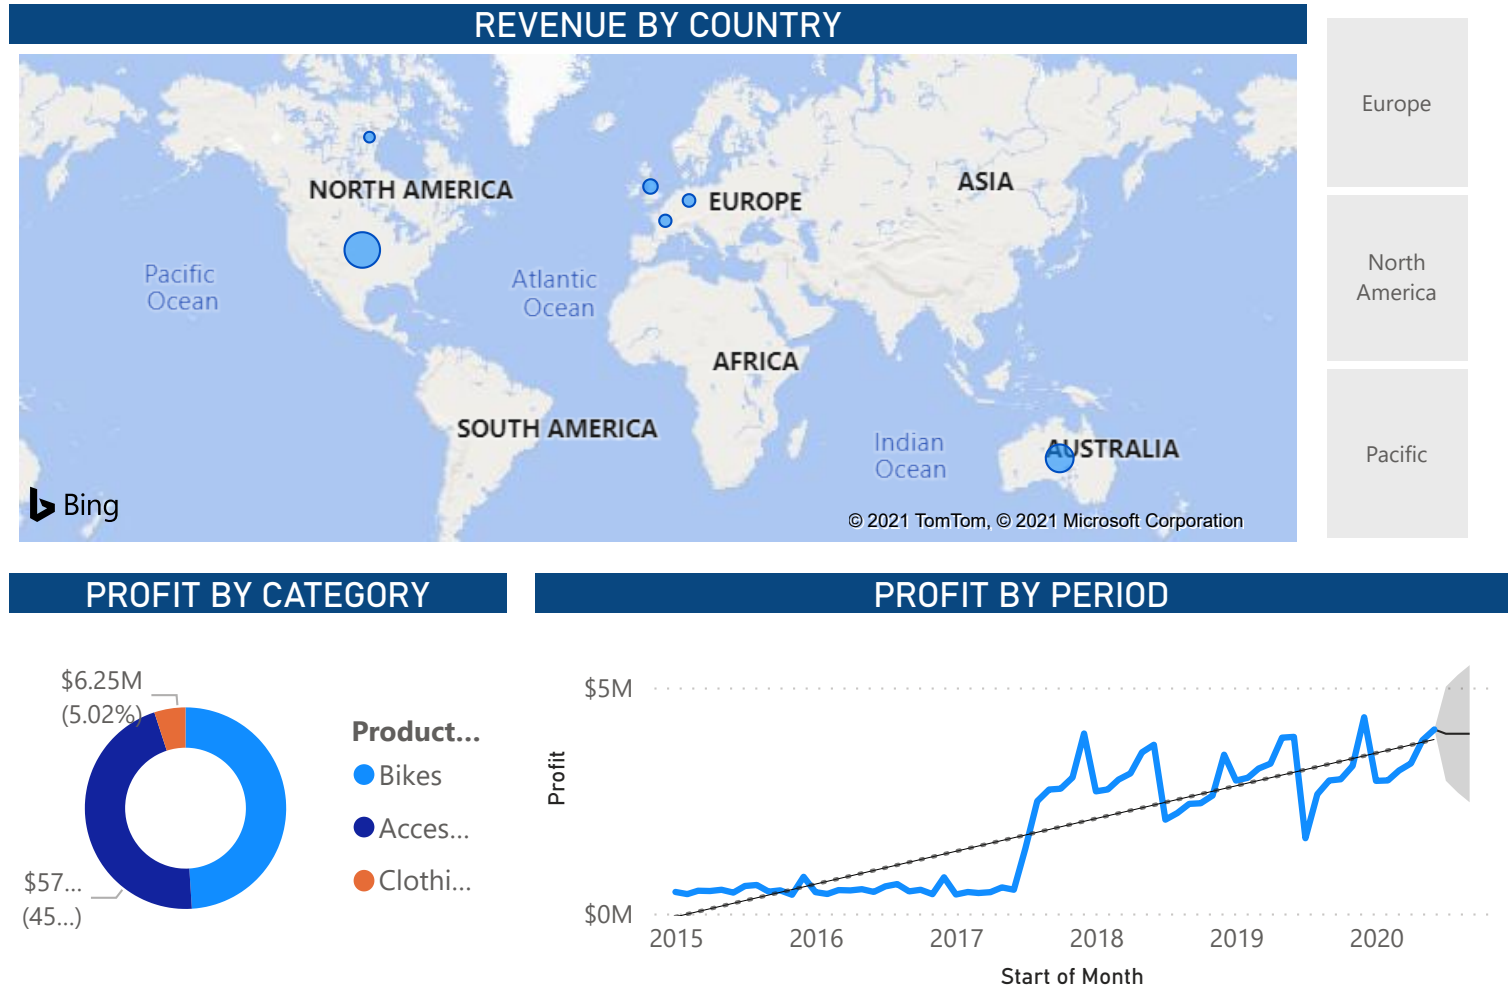 REVENUE BY COUNTRY
Europe
North
America
Pacific
NORTH AMERICA
EUROPE
ASIA
Pacific
Ocean
Atlantic
Ocean
AFRICA
SOUTH AMERICA
Indian
Ocean
AUSTRALIA
Bing
© 2021 TomTom, © 2021 Microsoft Corporation
PROFIT BY CATEGORY
$6.25M
(5.02%)
$57...
(45...)
Product...
Bikes
Acces...
Clothi...
PROFIT BY PERIOD
$5M
Profit
$0M
2015 2016 2017 2018 2019 2020
Start of Month